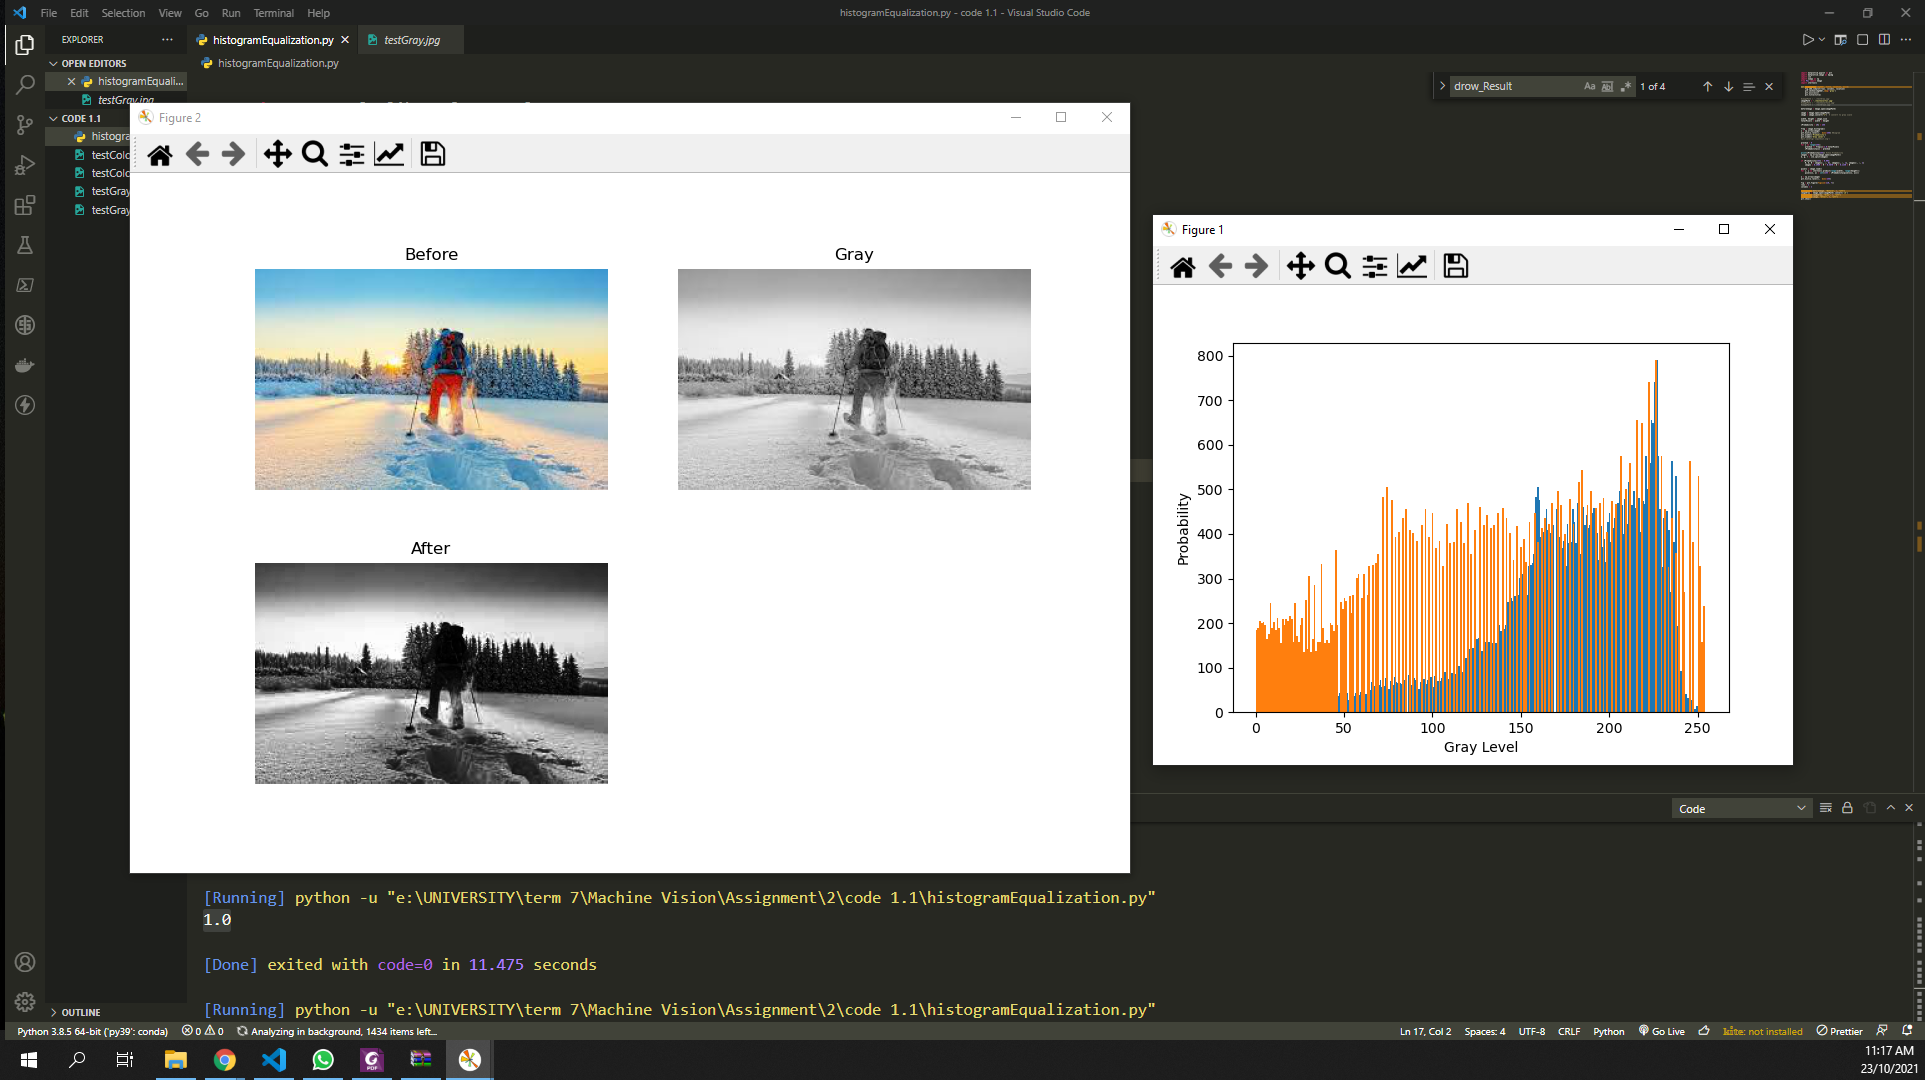 File Edit Selection View Go Run Terminal Help
histogramEqualization.py - code 1.1 - Visual Studio Code
EXPLORER
histogramEqualization.py
testGray.jpg
OPEN EDITORS
histogramEqualization.py
histogramEquali...
testGray.jpg
CODE 1.1
histogra
testColo
testColo
testGray
testGray
drow_Result
Aa
ab
1 of 4
Figure 2
Before
Gray
After
Figure 1
800
700
600
500
400
300
200
100
0
Probability
0 50 100 150 200 250
Gray Level
Code
[Running] python -u "e:\UNIVERSITY\term 7\Machine Vision\Assignment\2\code 1.1\histogramEqualization.py"
1.0
[Done] exited with code=0 in 11.475 seconds
[Running] python -u "e:\UNIVERSITY\term 7\Machine Vision\Assignment\2\code 1.1\histogramEqualization.py"
OUTLINE
Python 3.8.5 64-bit ('py39': conda) 0 0 Analyzing in background, 1434 items left...
Ln 17, Col 2 Spaces: 4 UTF-8 CRLF Python Go Live kite: not installed Prettier
PDF
11:17 AM
23/10/2021